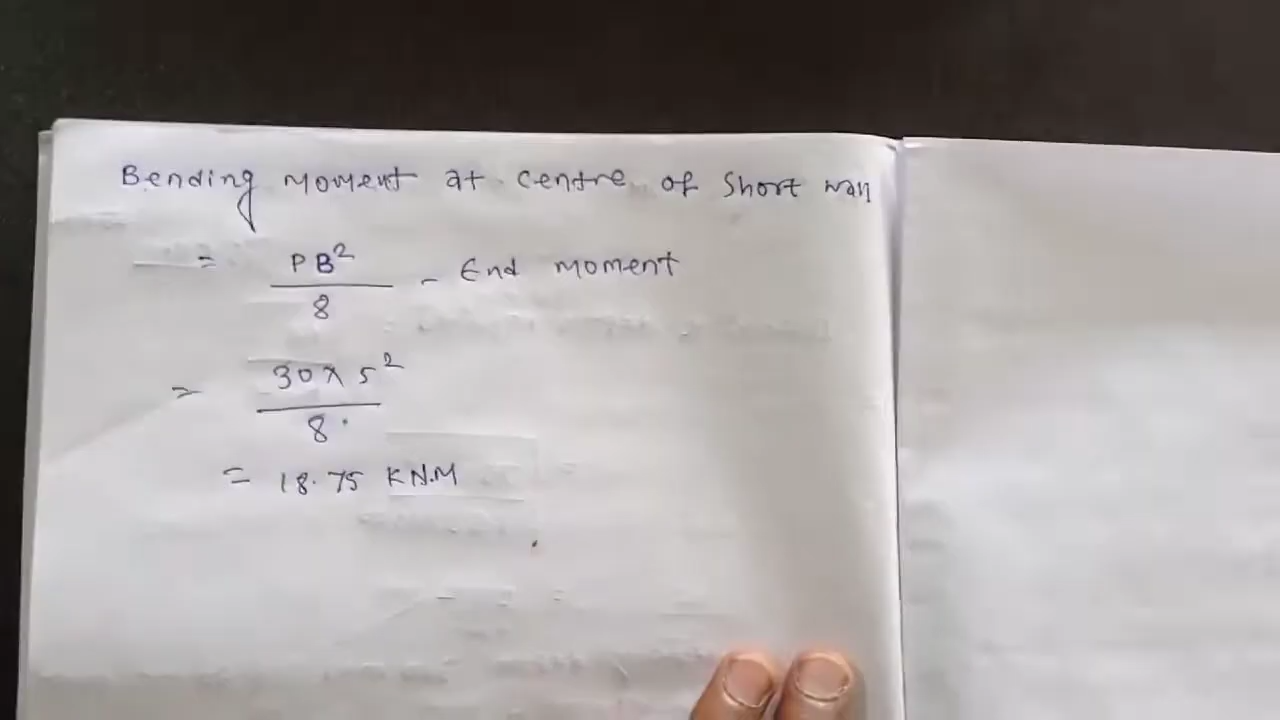 Bending Moment at centre of short wall
= PB² / 8 - End moment
= 30 x 5² / 8
= 18.75 KN.M